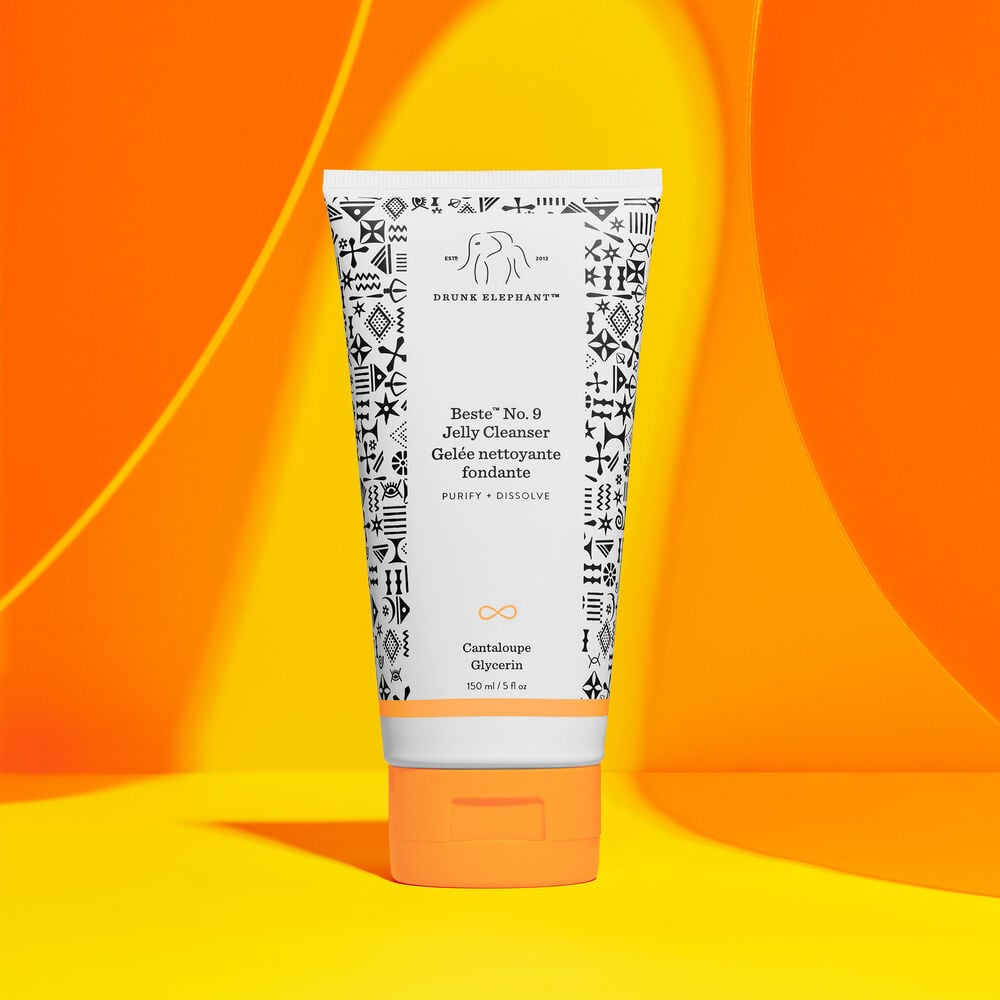 ESTD 2012
DRUNK ELEPHANT™
Beste™ No. 9
Jelly Cleanser
Gelée nettoyante
fondante
PURIFY + DISSOLVE
Cantaloupe
Glycerin
150 ml / 5 fl oz